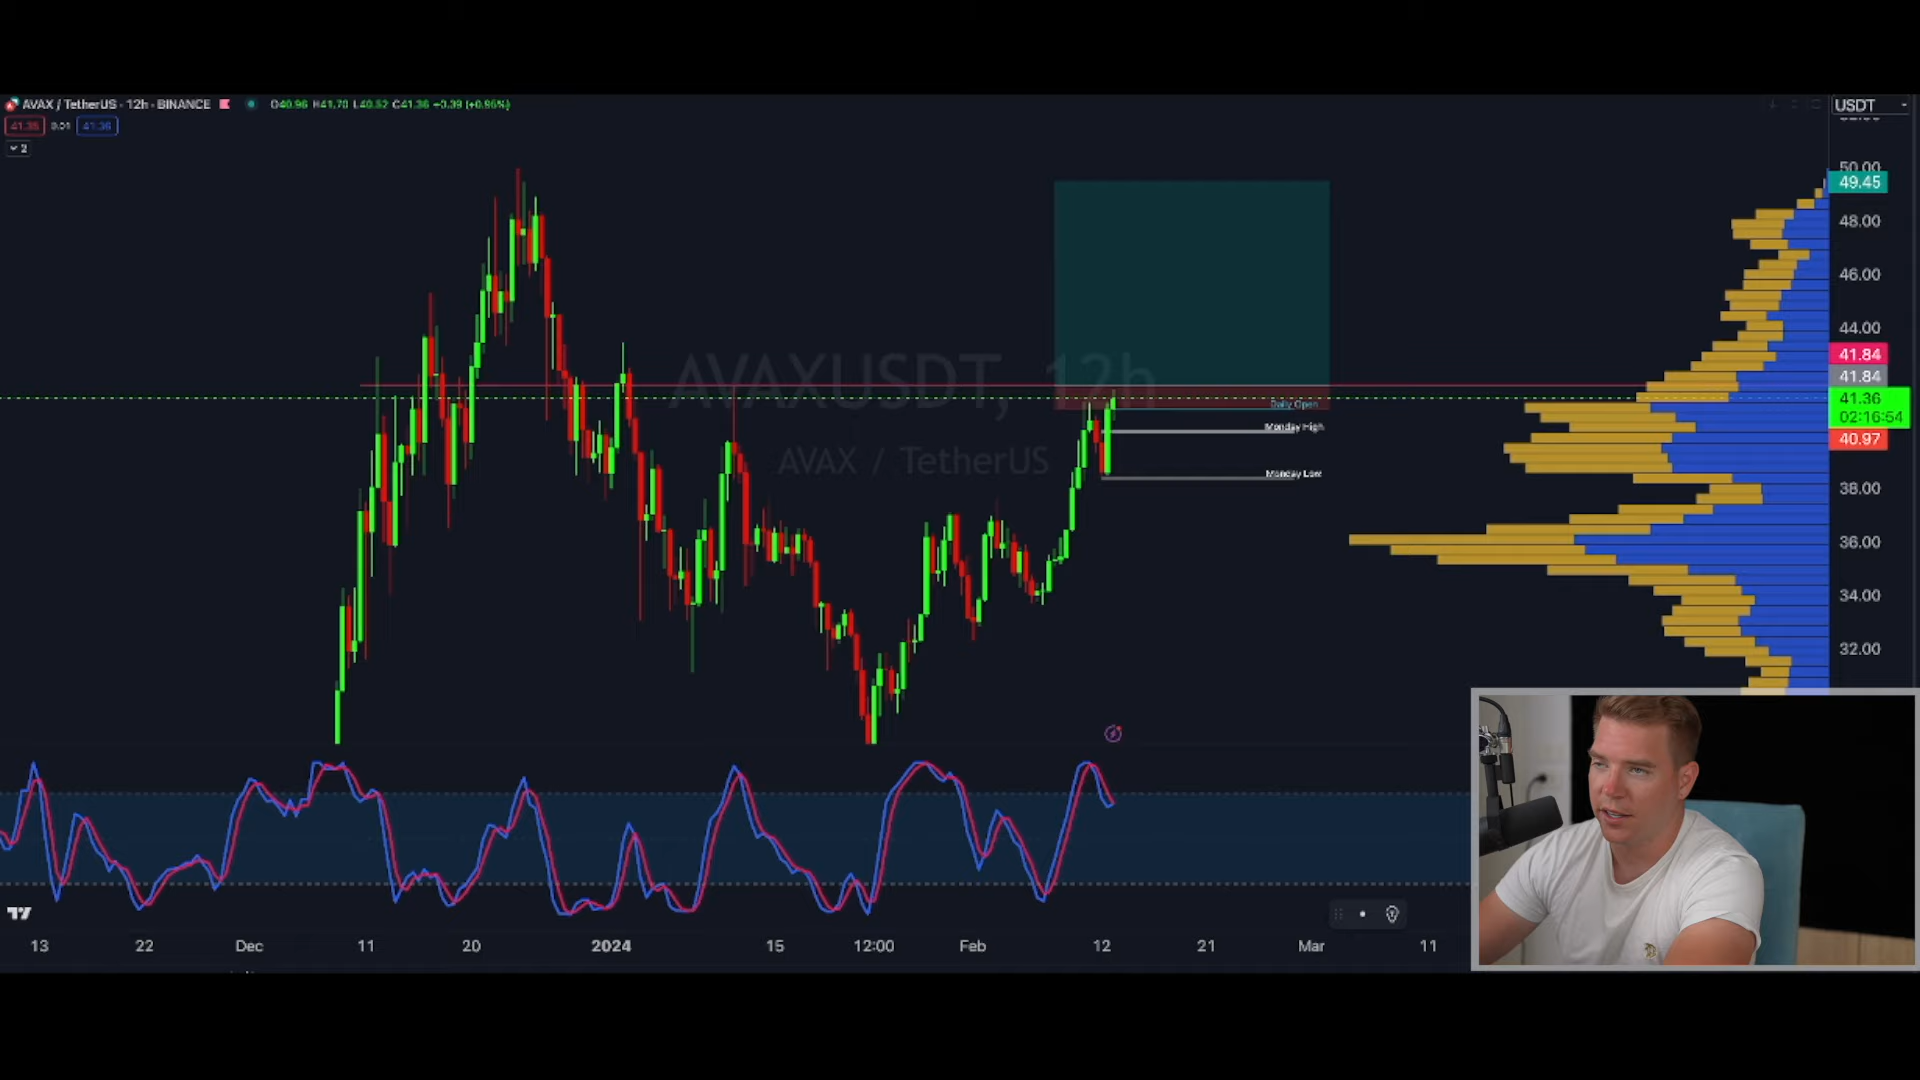 AVAX / TetherUS · 12h · BINANCE O40.96 H41.70 L40.52 C41.36 +0.39 (+0.95%)
USDT
41.35 0.01 41.36
2
50.00
49.45
48.00
46.00
44.00
41.84
AVAXUSDT, 12h
41.84
41.36
Daily Open
02:16:54
Monday High
40.97
AVAX / TetherUS
Monday Low
38.00
36.00
34.00
32.00
13 22 Dec 11 20 2024 15 12:00 Feb 12 21 Mar 11